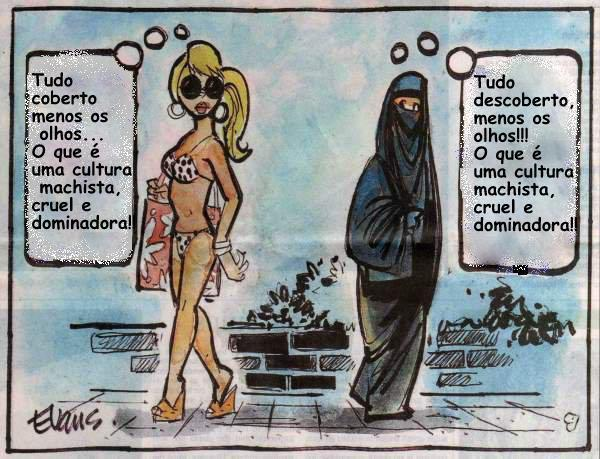 Tudo
coberto
menos os
olhos...
O que é
uma cultura
machista,
cruel e
dominadora!
Tudo
descoberto,
menos os
olhos!!!
O que é
uma cultura
machista,
cruel e
dominadora!!
Evans.